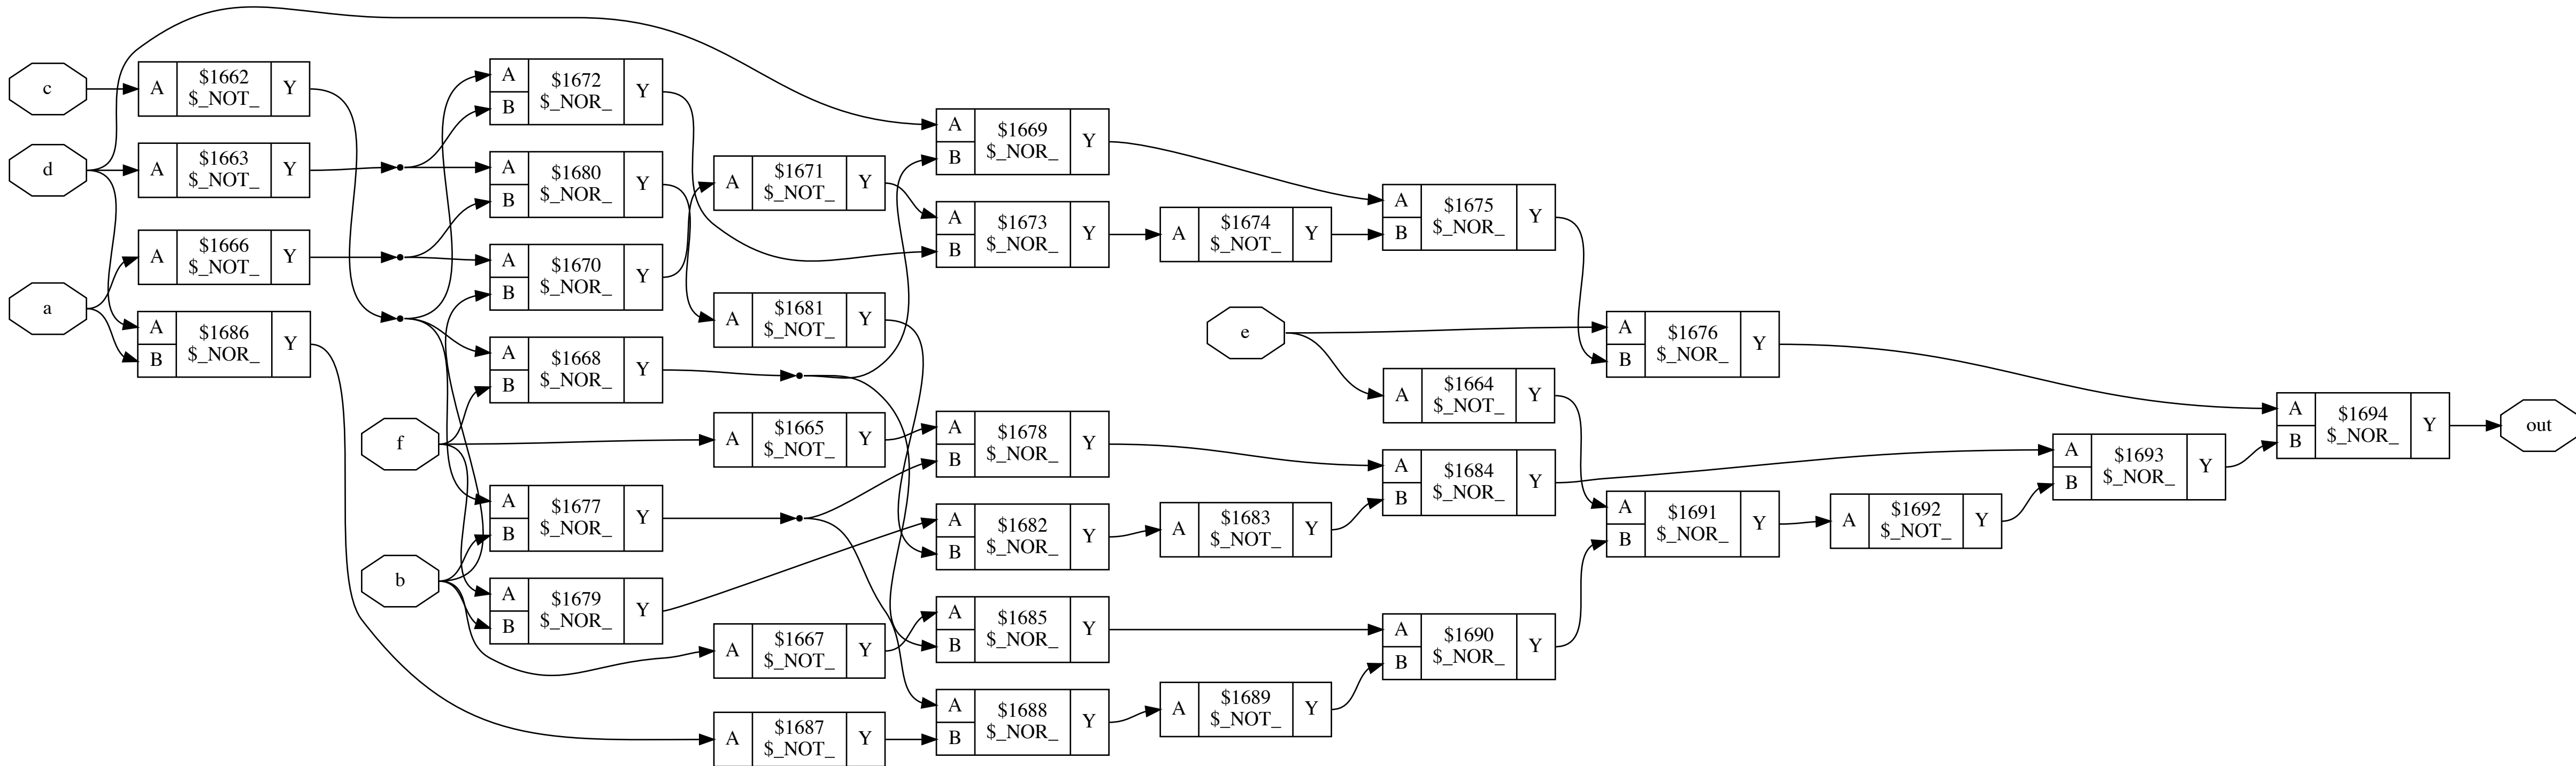 c
A $1662 Y
$_NOT_
d
A $1663 Y
$_NOT_
A $1666 Y
$_NOT_
a
A $1686 Y
B $_NOR_
A $1672 Y
B $_NOR_
A $1680 Y
B $_NOR_
A $1670 Y
B $_NOR_
A $1668 Y
B $_NOR_
f
A $1677 Y
B $_NOR_
b
A $1679 Y
B $_NOR_
A $1671 Y
$_NOT_
A $1681 Y
$_NOT_
A $1665 Y
$_NOT_
A $1667 Y
$_NOT_
A $1687 Y
$_NOT_
A $1669 Y
B $_NOR_
A $1673 Y
B $_NOR_
A $1678 Y
B $_NOR_
A $1682 Y
B $_NOR_
A $1685 Y
B $_NOR_
A $1688 Y
B $_NOR_
A $1674 Y
$_NOT_
e
A $1683 Y
$_NOT_
A $1689 Y
$_NOT_
A $1675 Y
B $_NOR_
A $1664 Y
$_NOT_
A $1684 Y
B $_NOR_
A $1690 Y
B $_NOR_
A $1676 Y
B $_NOR_
A $1691 Y
B $_NOR_
A $1692 Y
$_NOT_
A $1693 Y
B $_NOR_
A $1694 Y
B $_NOR_
out